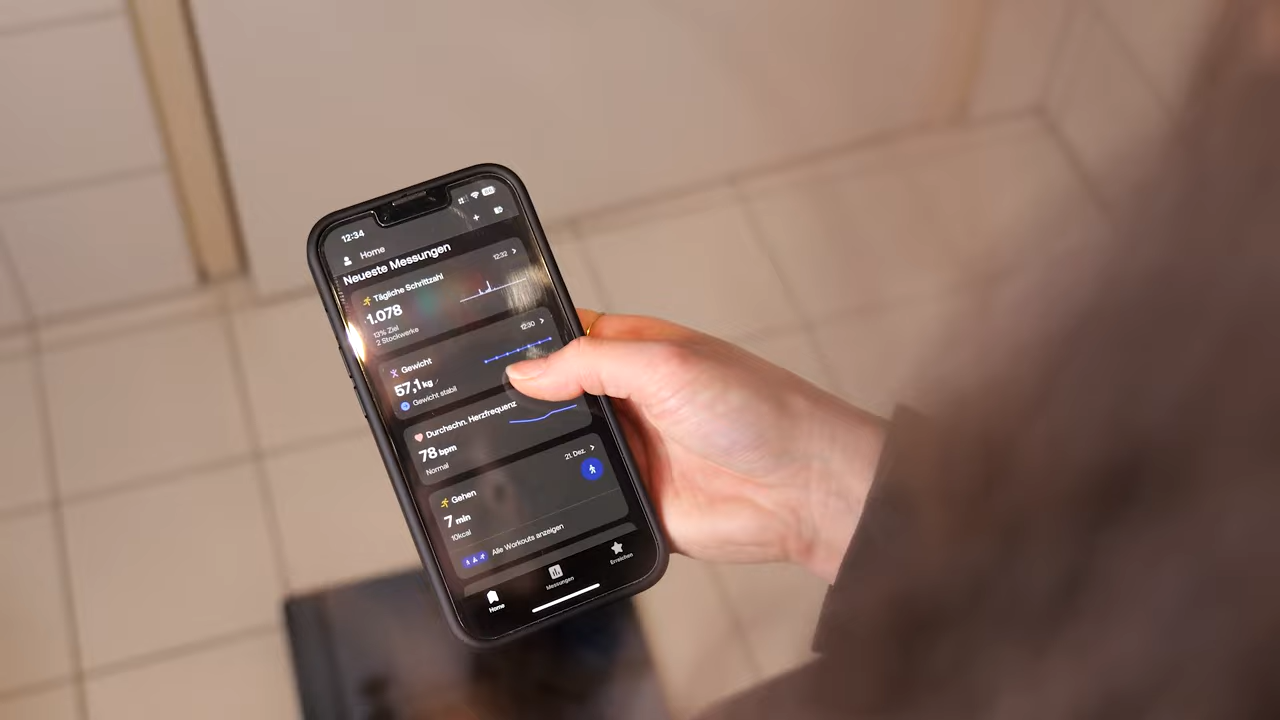 12:34
Home
Neueste Messungen
Tägliche Schrittzahl
12:32
1.078
13% Ziel
2 Stockwerke
Gewicht
12:30
57,1 kg
Gewicht stabil
Durchschn. Herzfrequenz
78 bpm
Normal
Gehen
21. Dez.
7 min
10kcal
Alle Workouts anzeigen
Home
Messungen
Erreichen